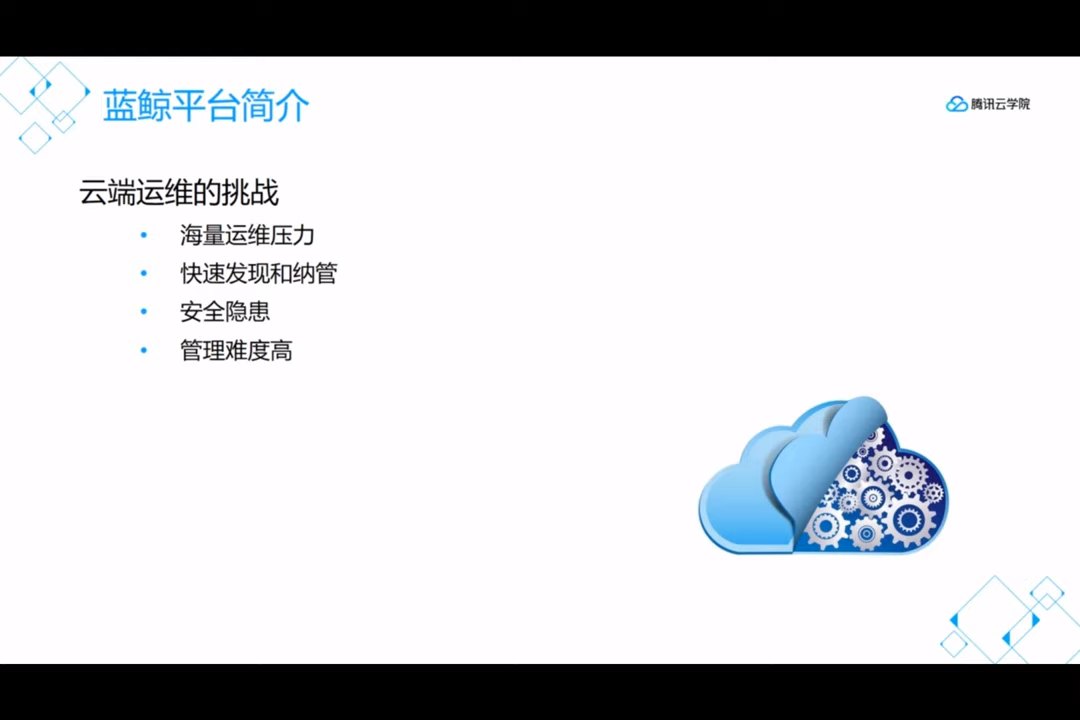 蓝鲸平台简介
腾讯云学院
云端运维的挑战
• 海量运维压力
• 快速发现和纳管
• 安全隐患
• 管理难度高